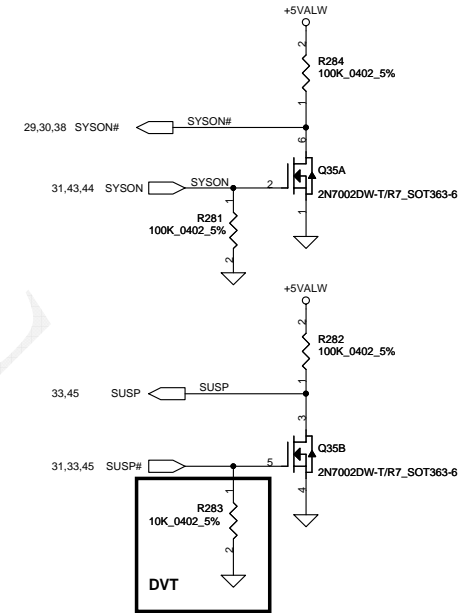 +5VALW
2
R284
100K_0402_5%
1
29,30,38 SYSON# SYSON#
6
Q35A
31,43,44 SYSON SYSON 2
2N7002DW-T/R7_SOT363-6
1
1
R281
100K_0402_5%
2
+5VALW
2
R282
100K_0402_5%
1
33,45 SUSP SUSP
3
Q35B
31,33,45 SUSP# 5
2N7002DW-T/R7_SOT363-6
4
1
R283
10K_0402_5%
2
DVT